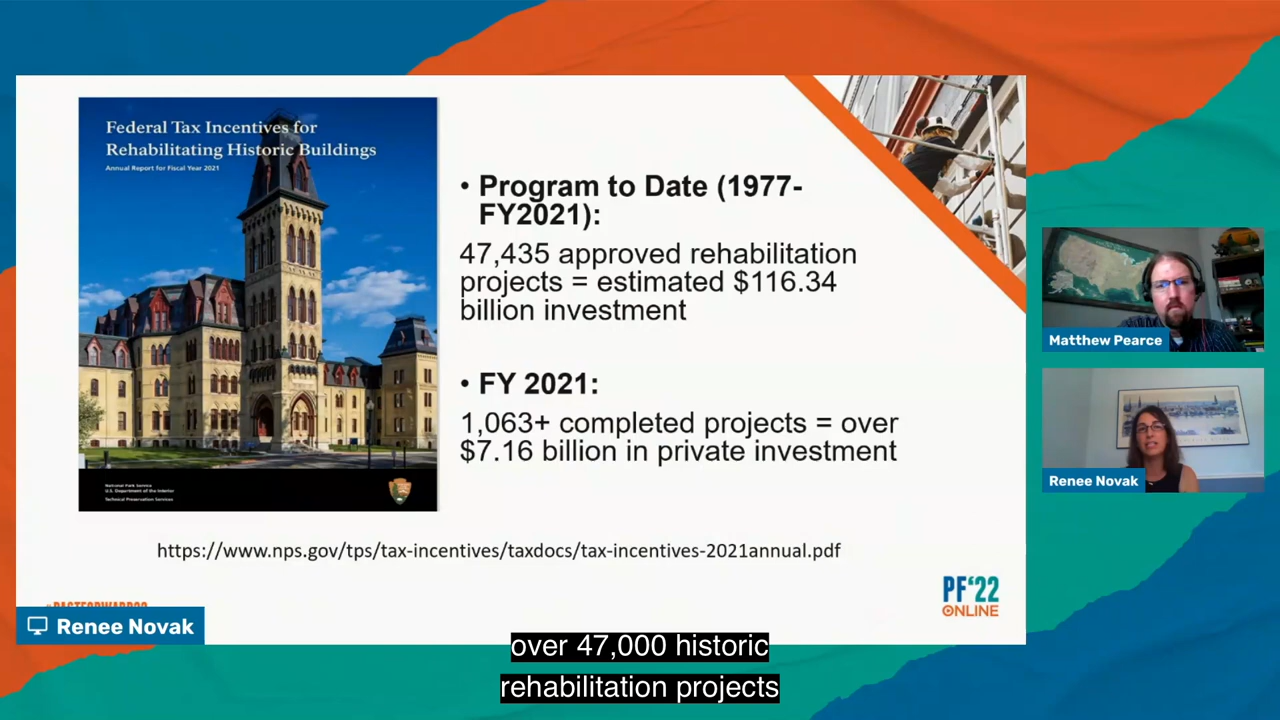 Federal Tax Incentives for
Rehabilitating Historic Buildings
Annual Report for Fiscal Year 2021
National Park Service
U.S. Department of the Interior
Technical Preservation Services
• Program to Date (1977-
FY2021):
47,435 approved rehabilitation
projects = estimated $116.34
billion investment
• FY 2021:
1,063+ completed projects = over
$7.16 billion in private investment
https://www.nps.gov/tps/tax-incentives/taxdocs/tax-incentives-2021annual.pdf
PF'22
ONLINE
Renee Novak
Matthew Pearce
Renee Novak
over 47,000 historic
rehabilitation projects